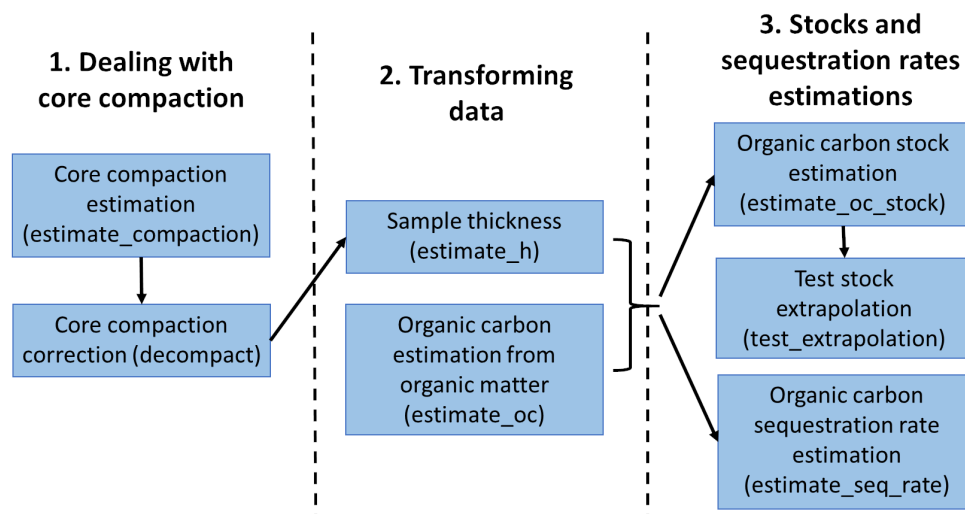 1. Dealing with
core compaction
Core compaction
estimation
(estimate_compaction)
Core compaction
correction (decompact)
2. Transforming
data
Sample thickness
(estimate_h)
Organic carbon
estimation from
organic matter
(estimate_oc)
3. Stocks and
sequestration rates
estimations
Organic carbon stock
estimation
(estimate_oc_stock)
Test stock
extrapolation
(test_extrapolation)
Organic carbon
sequestration rate
estimation
(estimate_seq_rate)